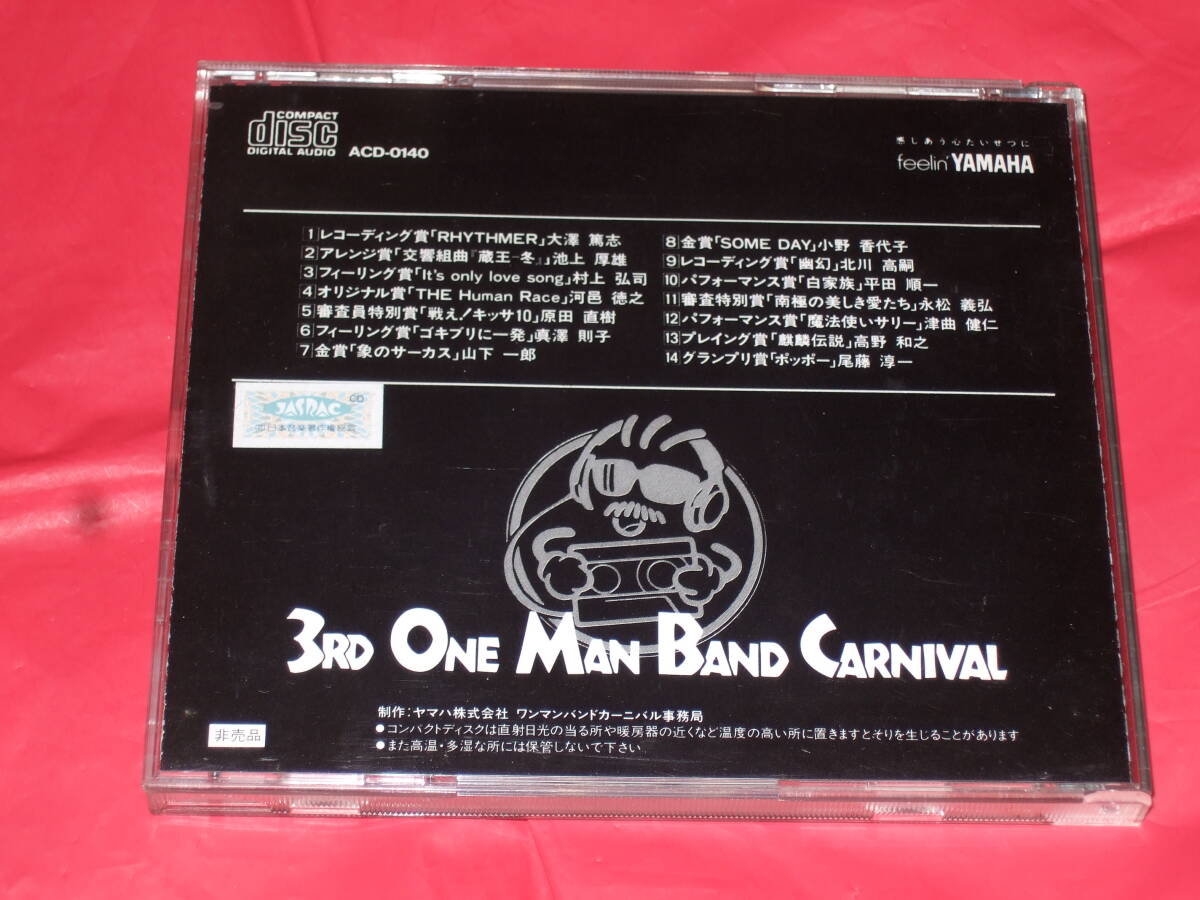 COMPACT
disc
DIGITAL AUDIO
ACD-0140
感じあう心たいせつに
feelin' YAMAHA
1 レコーディング賞「RHYTHMER」大澤 篤志
2 アレンジ賞「交響組曲『蔵王-冬』」池上 厚雄
3 フィーリング賞「It's only love song」村上 弘司
4 オリジナル賞「THE Human Race」河邑 徳之
5 審査員特別賞「戦え!キッサ10」原田 直樹
6 フィーリング賞「ゴキブリに一発」真澤 則子
7 金賞「象のサーカス」山下 一郎
8 金賞「SOME DAY」小野 香代子
9 レコーディング賞「幽幻」北川 高嗣
10 パフォーマンス賞「白家族」平田 順一
11 審査特別賞「南極の美しき愛たち」永松 義弘
12 パフォーマンス賞「魔法使いサリー」津曲 健仁
13 プレイング賞「麒麟伝説」高野 和之
14 グランプリ賞「ポッポー」尾藤 淳一
JASRAC
CD
日本音楽著作権協会
3RD ONE MAN BAND CARNIVAL
制作:ヤマハ株式会社 ワンマンバンドカーニバル事務局
非売品
●コンパクトディスクは直射日光の当る所や暖房器の近くなど温度の高い所に置きますとそりを生じることがあります
●また高温・多湿な所には保管しないで下さい